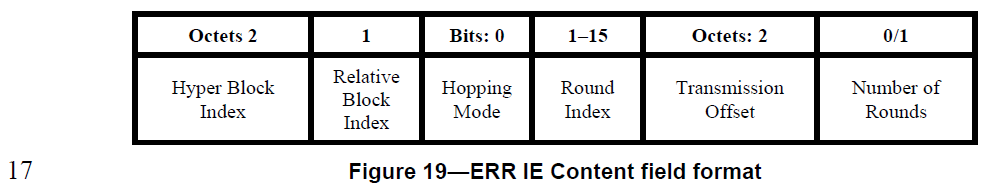 Octets 2 1 Bits: 0 1–15 Octets: 2 0/1
Hyper Block Index Relative Block Index Hopping Mode Round Index Transmission Offset Number of Rounds
17 Figure 19—ERR IE Content field format